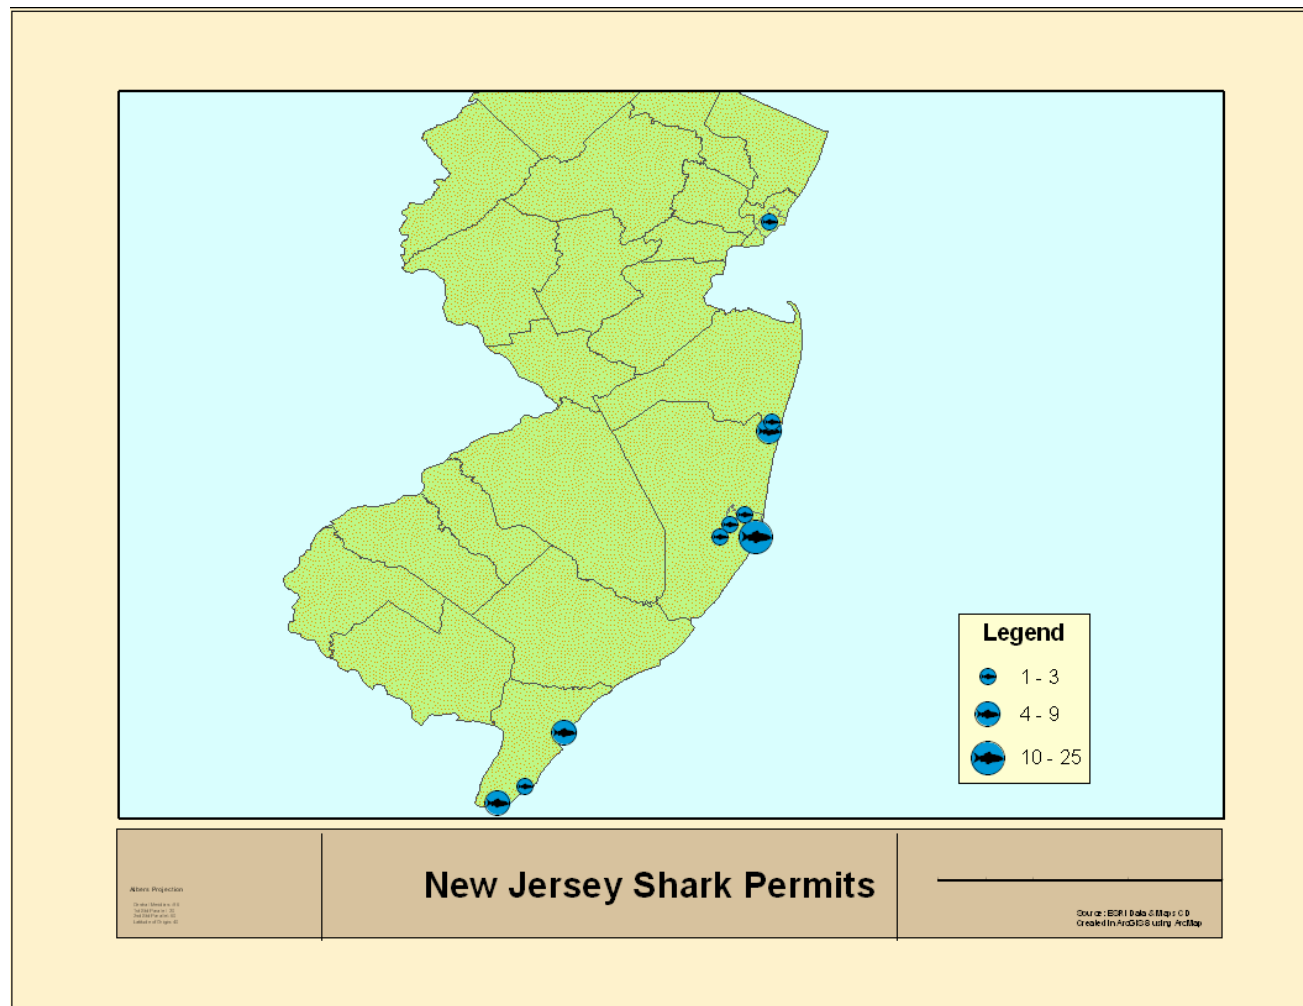 Legend
1 - 3
4 - 9
10 - 25
Albers Projection
New Jersey Shark Permits
Source: ESRI Data & Maps CD
Created in ArcGIS 8 using ArcMap